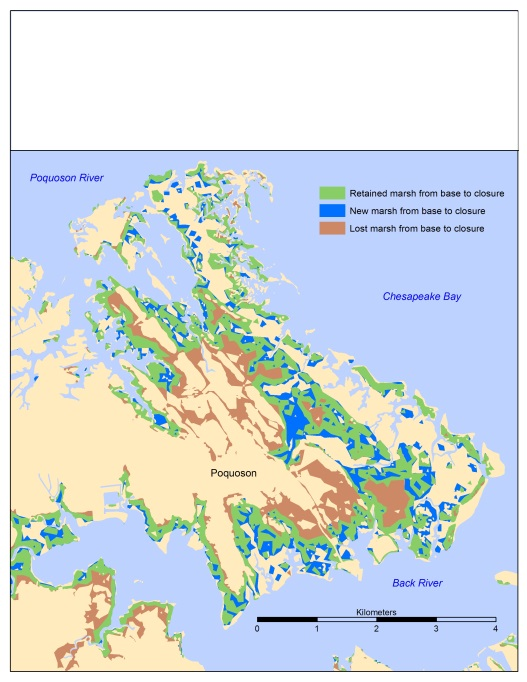 Poquoson River
Retained marsh from base to closure
New marsh from base to closure
Lost marsh from base to closure
Chesapeake Bay
Poquoson
Back River
Kilometers
0 1 2 3 4